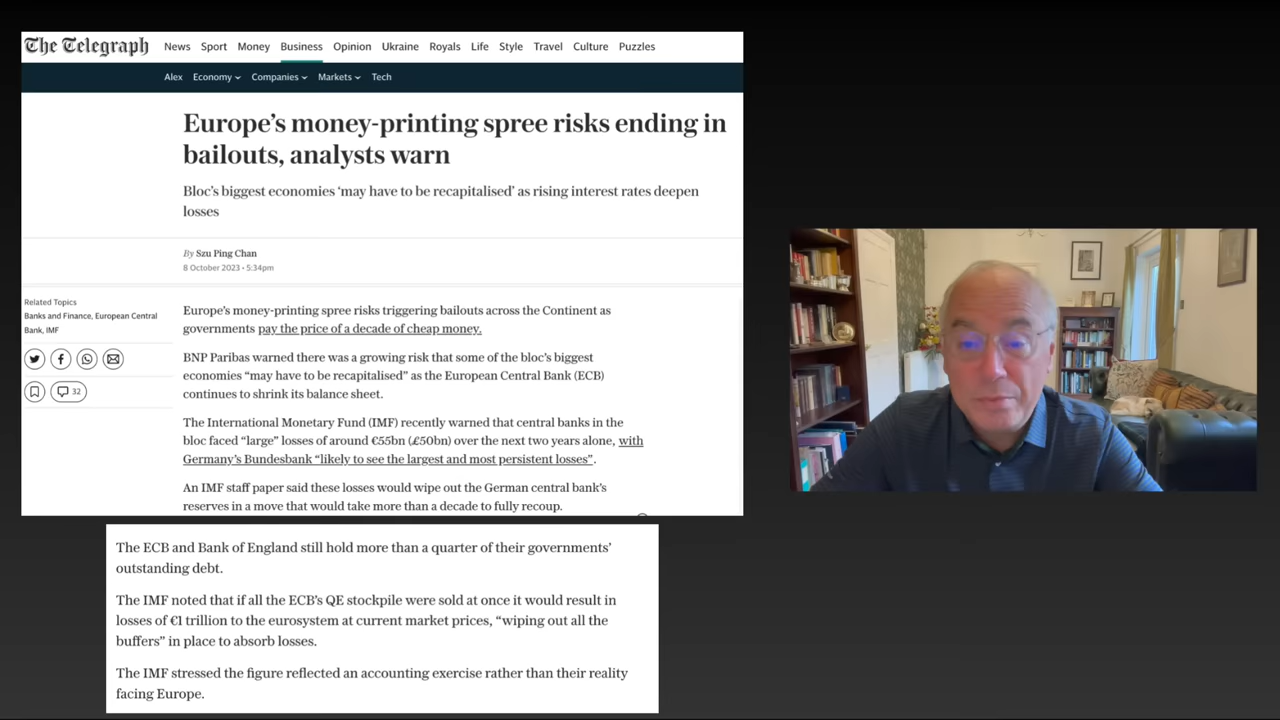 The Telegraph
News Sport Money Business Opinion Ukraine Royals Life Style Travel Culture Puzzles
Alex Economy Companies Markets Tech
Europe's money-printing spree risks ending in
bailouts, analysts warn
Bloc's biggest economies 'may have to be recapitalised' as rising interest rates deepen
losses
By Szu Ping Chan
8 October 2023 • 5:34pm
Related Topics
Banks and Finance, European Central
Bank, IMF
32
Europe's money-printing spree risks triggering bailouts across the Continent as
governments pay the price of a decade of cheap money.
BNP Paribas warned there was a growing risk that some of the bloc's biggest
economies “may have to be recapitalised” as the European Central Bank (ECB)
continues to shrink its balance sheet.
The International Monetary Fund (IMF) recently warned that central banks in the
bloc faced “large” losses of around €55bn (£50bn) over the next two years alone, with
Germany's Bundesbank “likely to see the largest and most persistent losses”.
An IMF staff paper said these losses would wipe out the German central bank's
reserves in a move that would take more than a decade to fully recoup.
The ECB and Bank of England still hold more than a quarter of their governments'
outstanding debt.
The IMF noted that if all the ECB's QE stockpile were sold at once it would result in
losses of €1 trillion to the eurosystem at current market prices, “wiping out all the
buffers” in place to absorb losses.
The IMF stressed the figure reflected an accounting exercise rather than their reality
facing Europe.